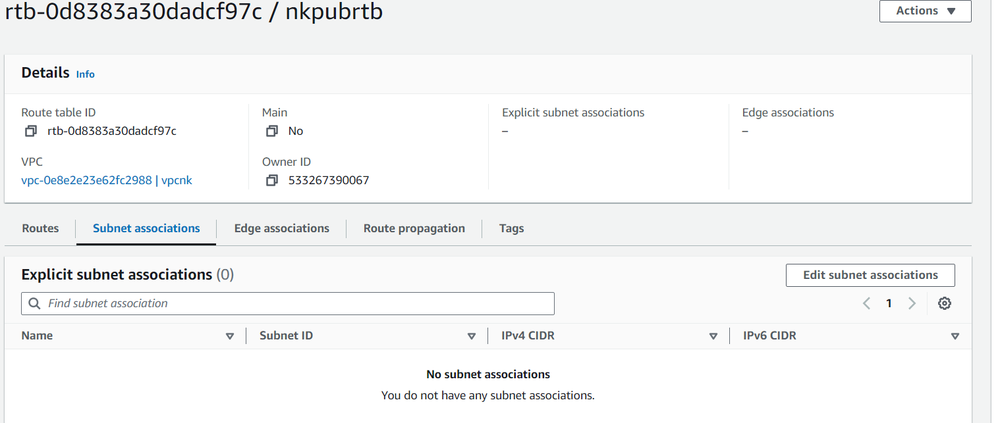 rtb-0d8383a30dadcf97c / nkpubrtb
Actions
Details Info
Route table ID
rtb-0d8383a30dadcf97c
Main
No
Explicit subnet associations
–
Edge associations
–
VPC
vpc-0e8e2e23e62fc2988 | vpcnk
Owner ID
533267390067
Routes
Subnet associations
Edge associations
Route propagation
Tags
Explicit subnet associations (0)
Edit subnet associations
Find subnet association
1
Name
Subnet ID
IPv4 CIDR
IPv6 CIDR
No subnet associations
You do not have any subnet associations.